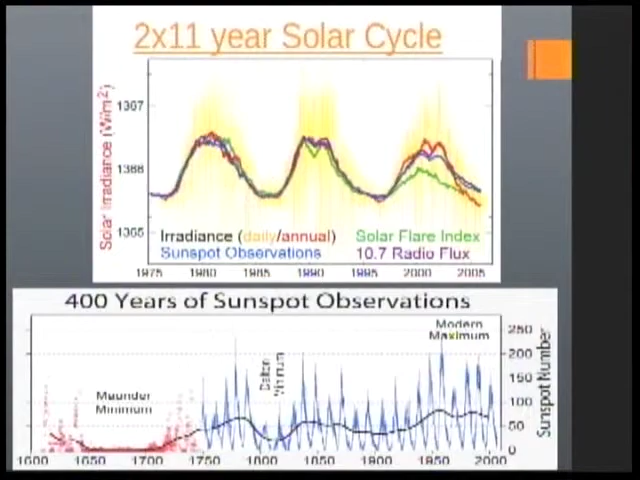 2x11 year Solar Cycle
Solar Irradiance (W/m²)
1367
1366
1365
Irradiance (daily/annual)
Solar Flare Index
Sunspot Observations
10.7 Radio Flux
1975 1980 1985 1990 1995 2000 2005
400 Years of Sunspot Observations
Modern
Maximum
Dalton
Minimum
Maunder
Minimum
Sunspot Number
250
200
150
100
50
0
1600 1650 1700 1750 1800 1850 1900 1950 2000